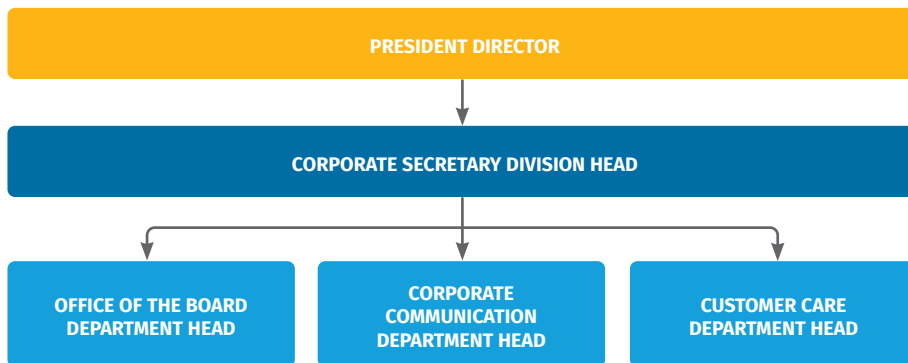 PRESIDENT DIRECTOR
CORPORATE SECRETARY DIVISION HEAD
OFFICE OF THE BOARD
DEPARTMENT HEAD
CORPORATE
COMMUNICATION
DEPARTMENT HEAD
CUSTOMER CARE
DEPARTMENT HEAD